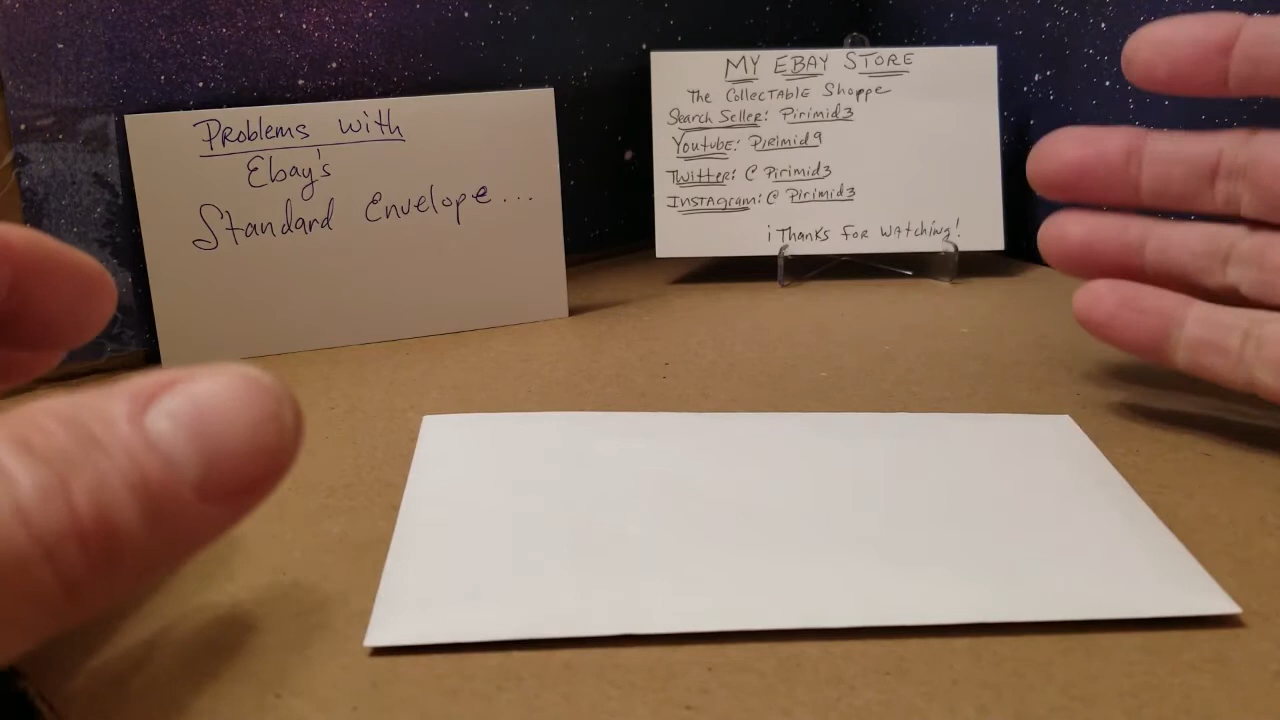 Problems with
Ebay's
Standard Envelope...
MY EBAY STORE
The CollecTABLE Shoppe
Search Seller: Pirimid3
Youtube: Pirimid9
Twitter: @ Pirimid3
INSTAgram: @ Pirimid3
¡Thanks for watching!